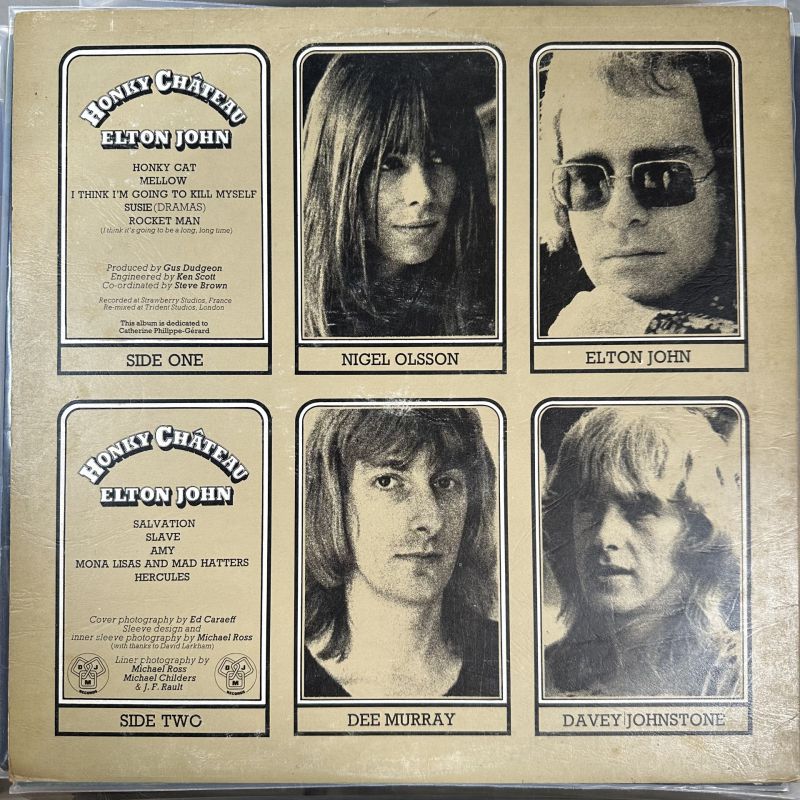 HONKY CHÂTEAU
ELTON JOHN
HONKY CAT
MELLOW
I THINK I'M GOING TO KILL MYSELF
SUSIE (DRAMAS)
ROCKET MAN
(I think it's going to be a long, long time)
Produced by Gus Dudgeon
Engineered by Ken Scott
Co-ordinated by Steve Brown
Recorded at Strawberry Studios, France
Re-mixed at Trident Studios, London
This album is dedicated to
Catherine Philippe-Gérard
SIDE ONE
NIGEL OLSSON
ELTON JOHN
HONKY CHÂTEAU
ELTON JOHN
SALVATION
SLAVE
AMY
MONA LISAS AND MAD HATTERS
HERCULES
Cover photography by Ed Caraeff
Sleeve design and
inner sleeve photography by Michael Ross
(with thanks to David Larkham)
Liner photography by
Michael Ross
Michael Childers
& J. F. Rault
DJM
RECORDS
DJM
RECORDS
SIDE TWO
DEE MURRAY
DAVEY JOHNSTONE